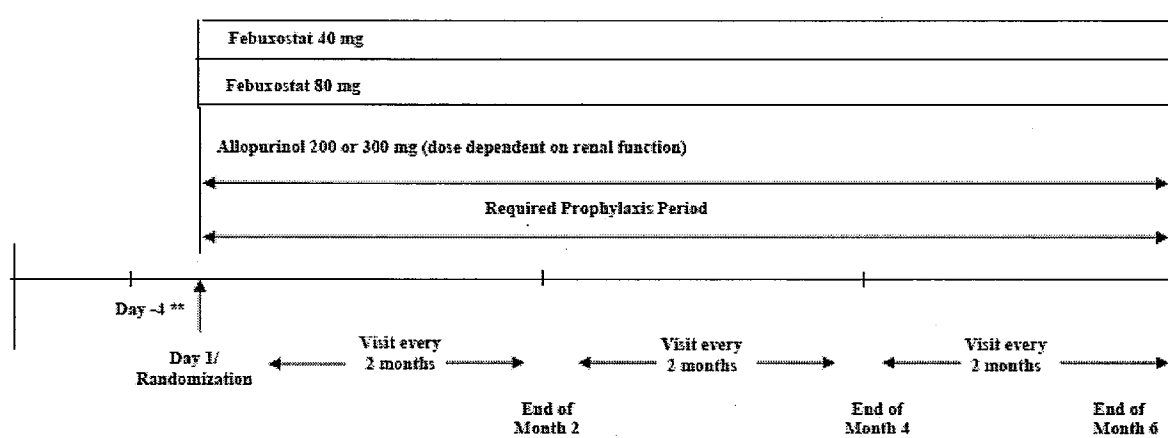 Febuxostat 40 mg
Febuxostat 80 mg
Allopurinol 200 or 300 mg (dose dependent on renal function)
Required Prophylaxis Period
Day -4 **
Day 1/
Randomization
Visit every
2 months
Visit every
2 months
Visit every
2 months
End of
Month 2
End of
Month 4
End of
Month 6